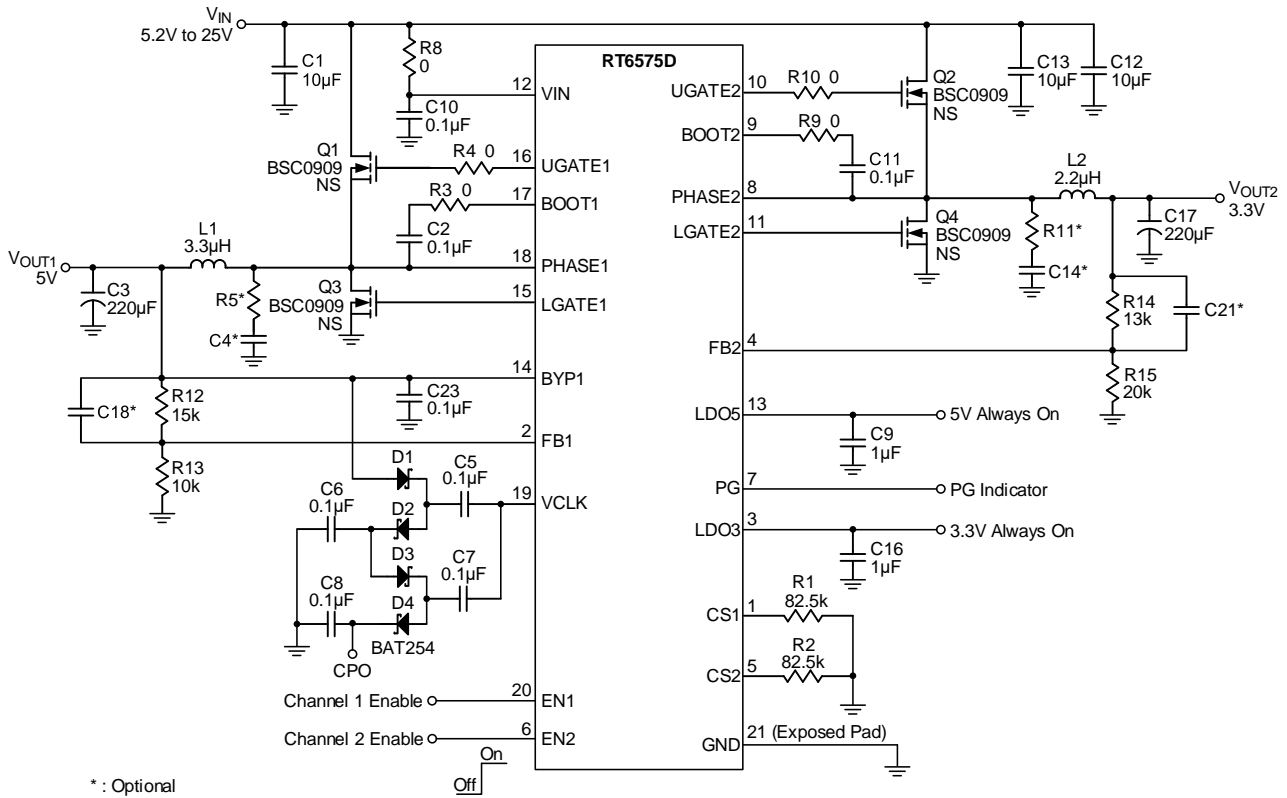 VIN
5.2V to 25V
C1
10µF
R8
0
C10
0.1µF
12
VIN
RT6575D
Q1
BSC0909
NS
R4 0
16
UGATE1
R3 0
17
BOOT1
C2
0.1µF
18
PHASE1
L1
3.3µH
VOUT1
5V
C3
220µF
R5*
C4*
Q3
BSC0909
NS
15
LGATE1
14
BYP1
C23
0.1µF
C18*
R12
15k
2
FB1
R13
10k
D1
C5
0.1µF
19
VCLK
C6
0.1µF
D2
D3
C7
0.1µF
C8
0.1µF
D4
BAT254
CPO
Channel 1 Enable
20
EN1
Channel 2 Enable
6
EN2
On
Off
* : Optional
UGATE2
10
R10 0
Q2
BSC0909
NS
C13
10µF
C12
10µF
BOOT2
9
R9 0
C11
0.1µF
PHASE2
8
L2
2.2µH
VOUT2
3.3V
C17
220µF
LGATE2
11
Q4
BSC0909
NS
R11*
C14*
R14
13k
C21*
FB2
4
R15
20k
LDO5
13
5V Always On
C9
1µF
PG
7
PG Indicator
LDO3
3
3.3V Always On
C16
1µF
CS1
1
R1
82.5k
CS2
5
R2
82.5k
GND
21 (Exposed Pad)